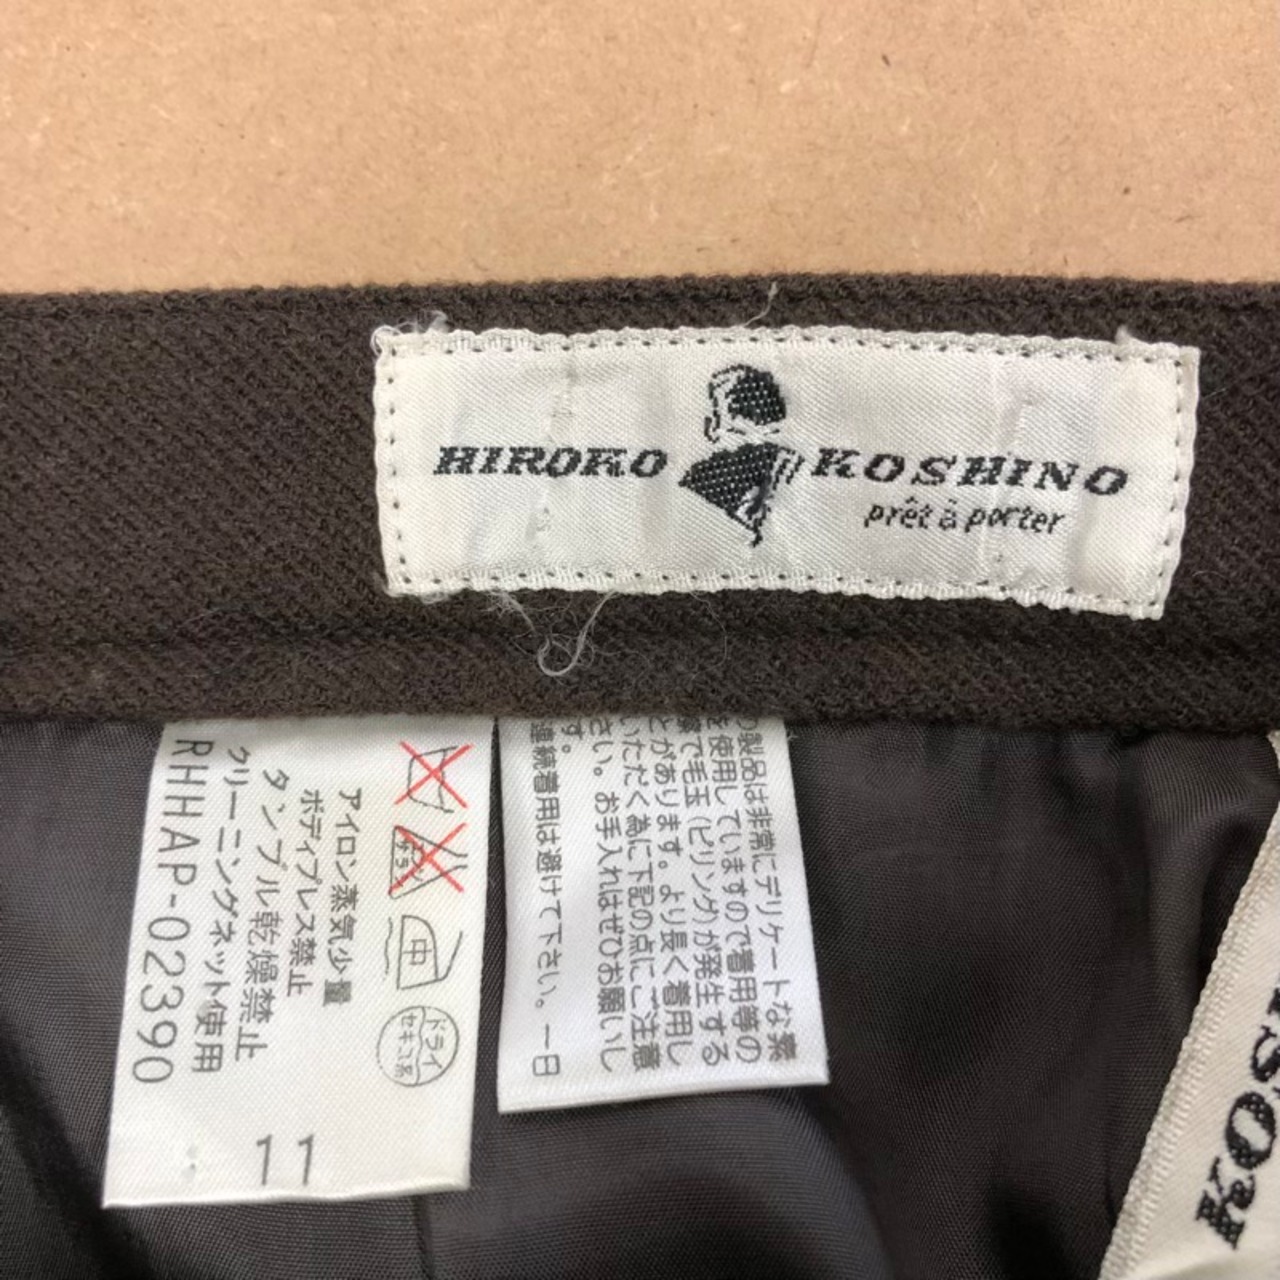 HIROKO KOSHINO
prêt à porter
サラシ
中
ドライ
セキユ系
アイロン蒸気少量
ボディプレス禁止
タンブル乾燥禁止
クリーニングネット使用
RHHAP-02390
11
の製品は非常にデリケートな素
を使用していますので着用等の
擦で毛玉(ピリング)が発生する
とがあります。より長く着用し
いただく為に下記の点にご注意
さい。お手入れはぜひお願いし
す。
連続着用は避けて下さい。一日
KOS